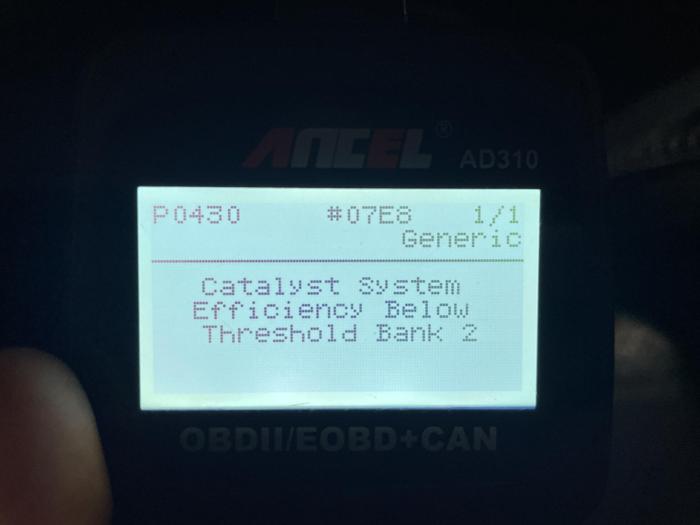 ANCEL® AD310
P0430 #07E8 1/1
Generic
Catalyst System
Efficiency Below
Threshold Bank 2
OBDII/EOBD+CAN